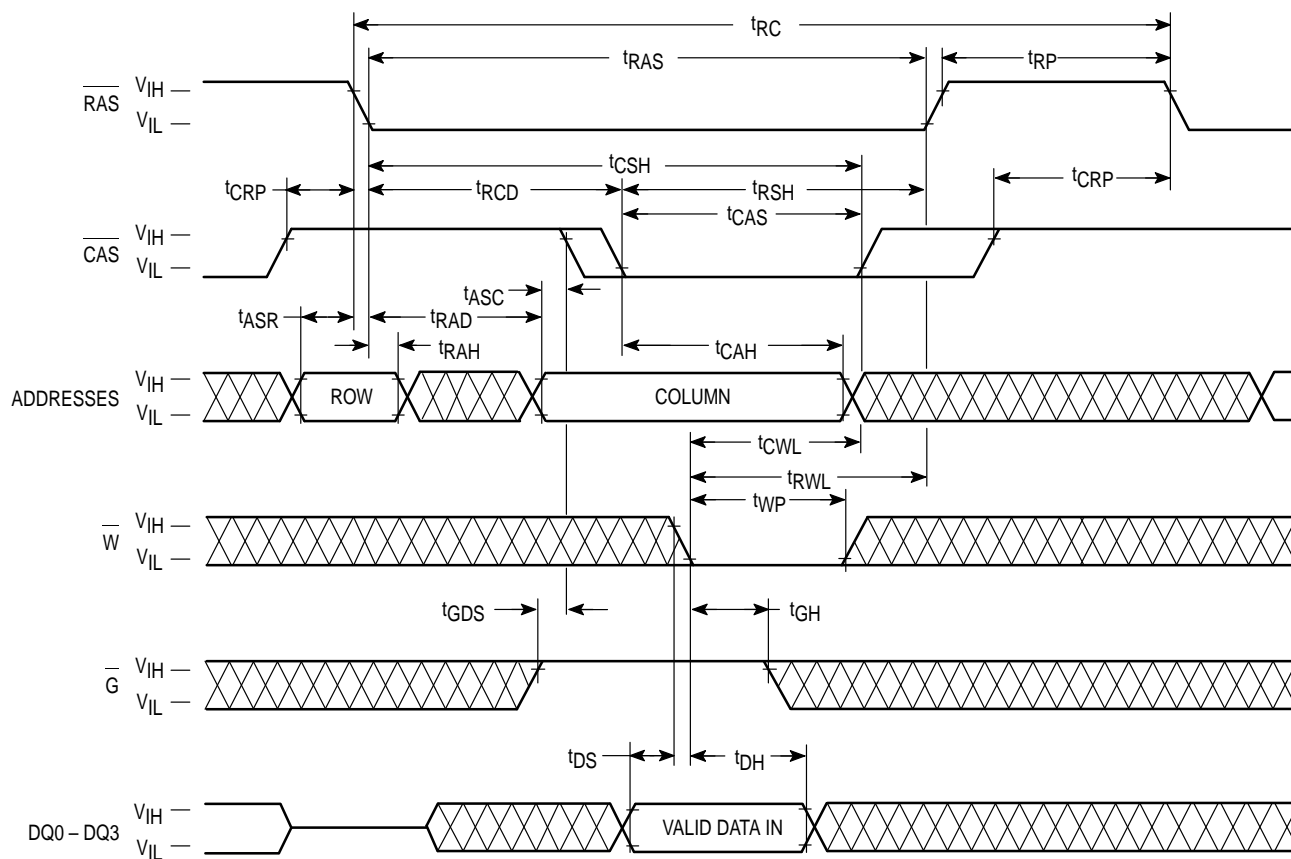 tRC
tRAS
tRP
RAS
VIH
VIL
tCSH
tCRP
tRCD
tRSH
tCRP
tCAS
CAS
VIH
VIL
tASC
tASR
tRAD
tRAH
tCAH
ADDRESSES
VIH
VIL
ROW
COLUMN
tCWL
tRWL
tWP
W
VIH
VIL
tGDS
tGH
G
VIH
VIL
tDS
tDH
DQ0 – DQ3
VIH
VIL
VALID DATA IN